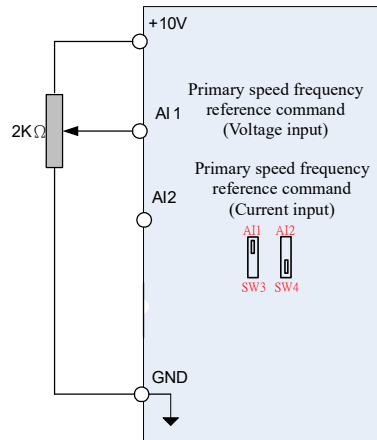 +10V
Primary speed frequency
reference command
(Voltage input)
AI 1
2KΩ
Primary speed frequency
reference command
(Current input)
AI2
AI1 AI2
SW3 SW4
GND